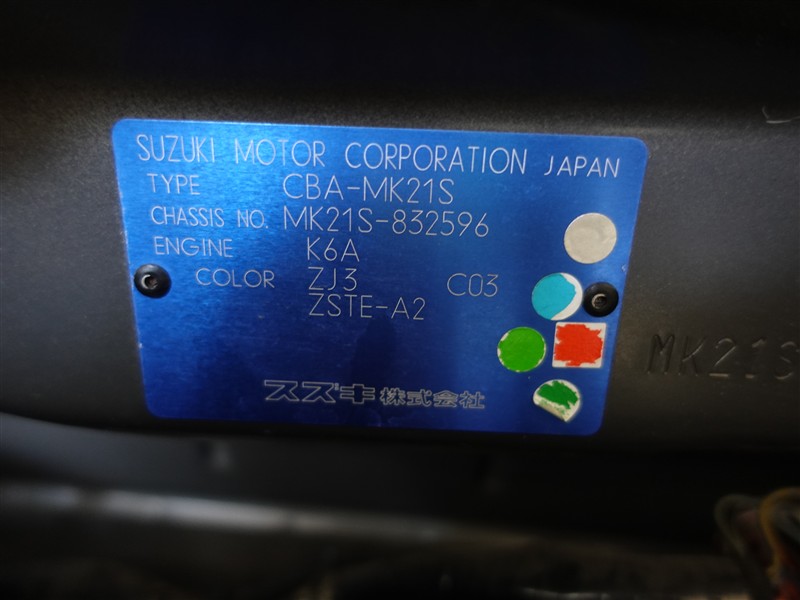 SUZUKI MOTOR CORPORATION JAPAN
TYPE CBA-MK21S
CHASSIS NO. MK21S-832596
ENGINE K6A
COLOR ZJ3 C03
ZSTE-A2
スズキ株式会社
MK21S